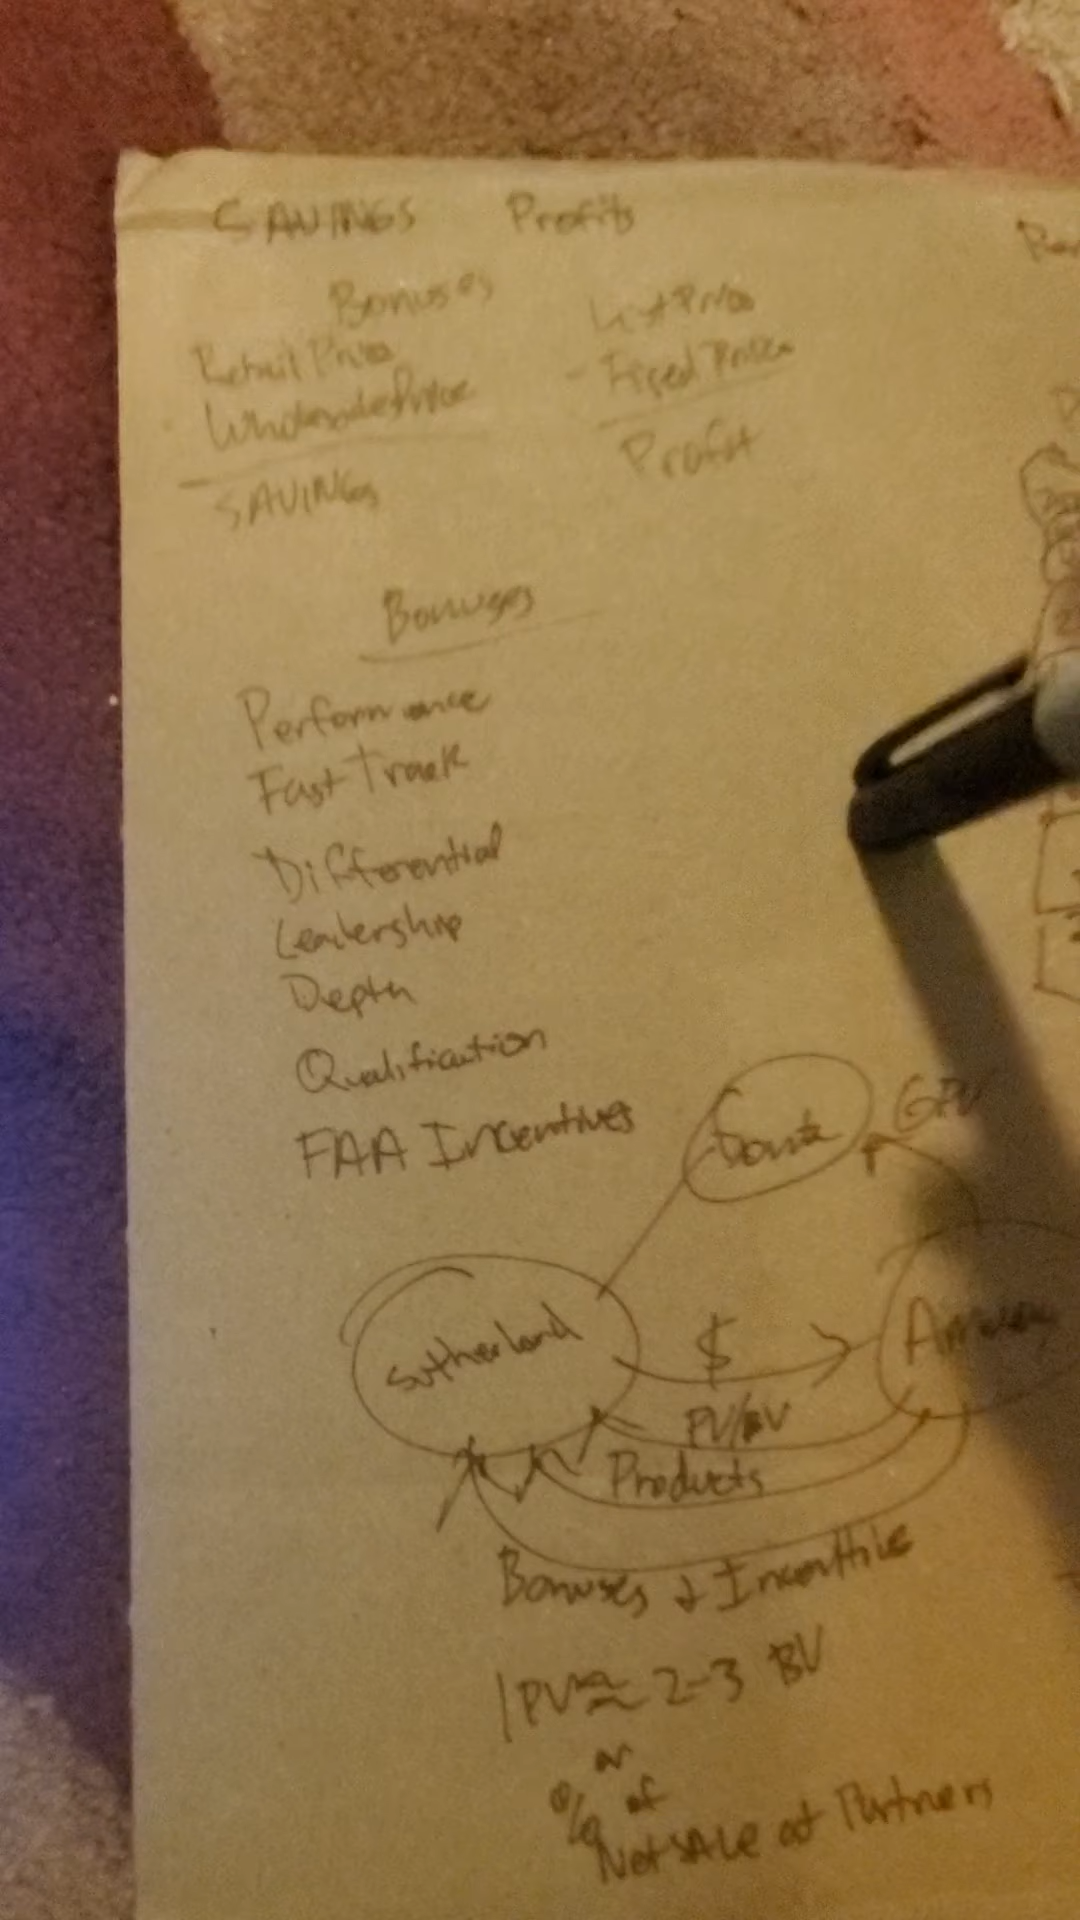 SAVINGS Profits
Bonuses
Retail Price
Wholesale Price
SAVINGS
List Price
- Fixed Price
Profit
Bonuses
Performance
Fast Track
Differential
Leadership
Depth
Qualification
FAA Incentives
GPV
Sutherland
$
PV/BV
Products
Bonuses &
1PV ≅ 2-3 BV
or
% of
Net SALE at Partners